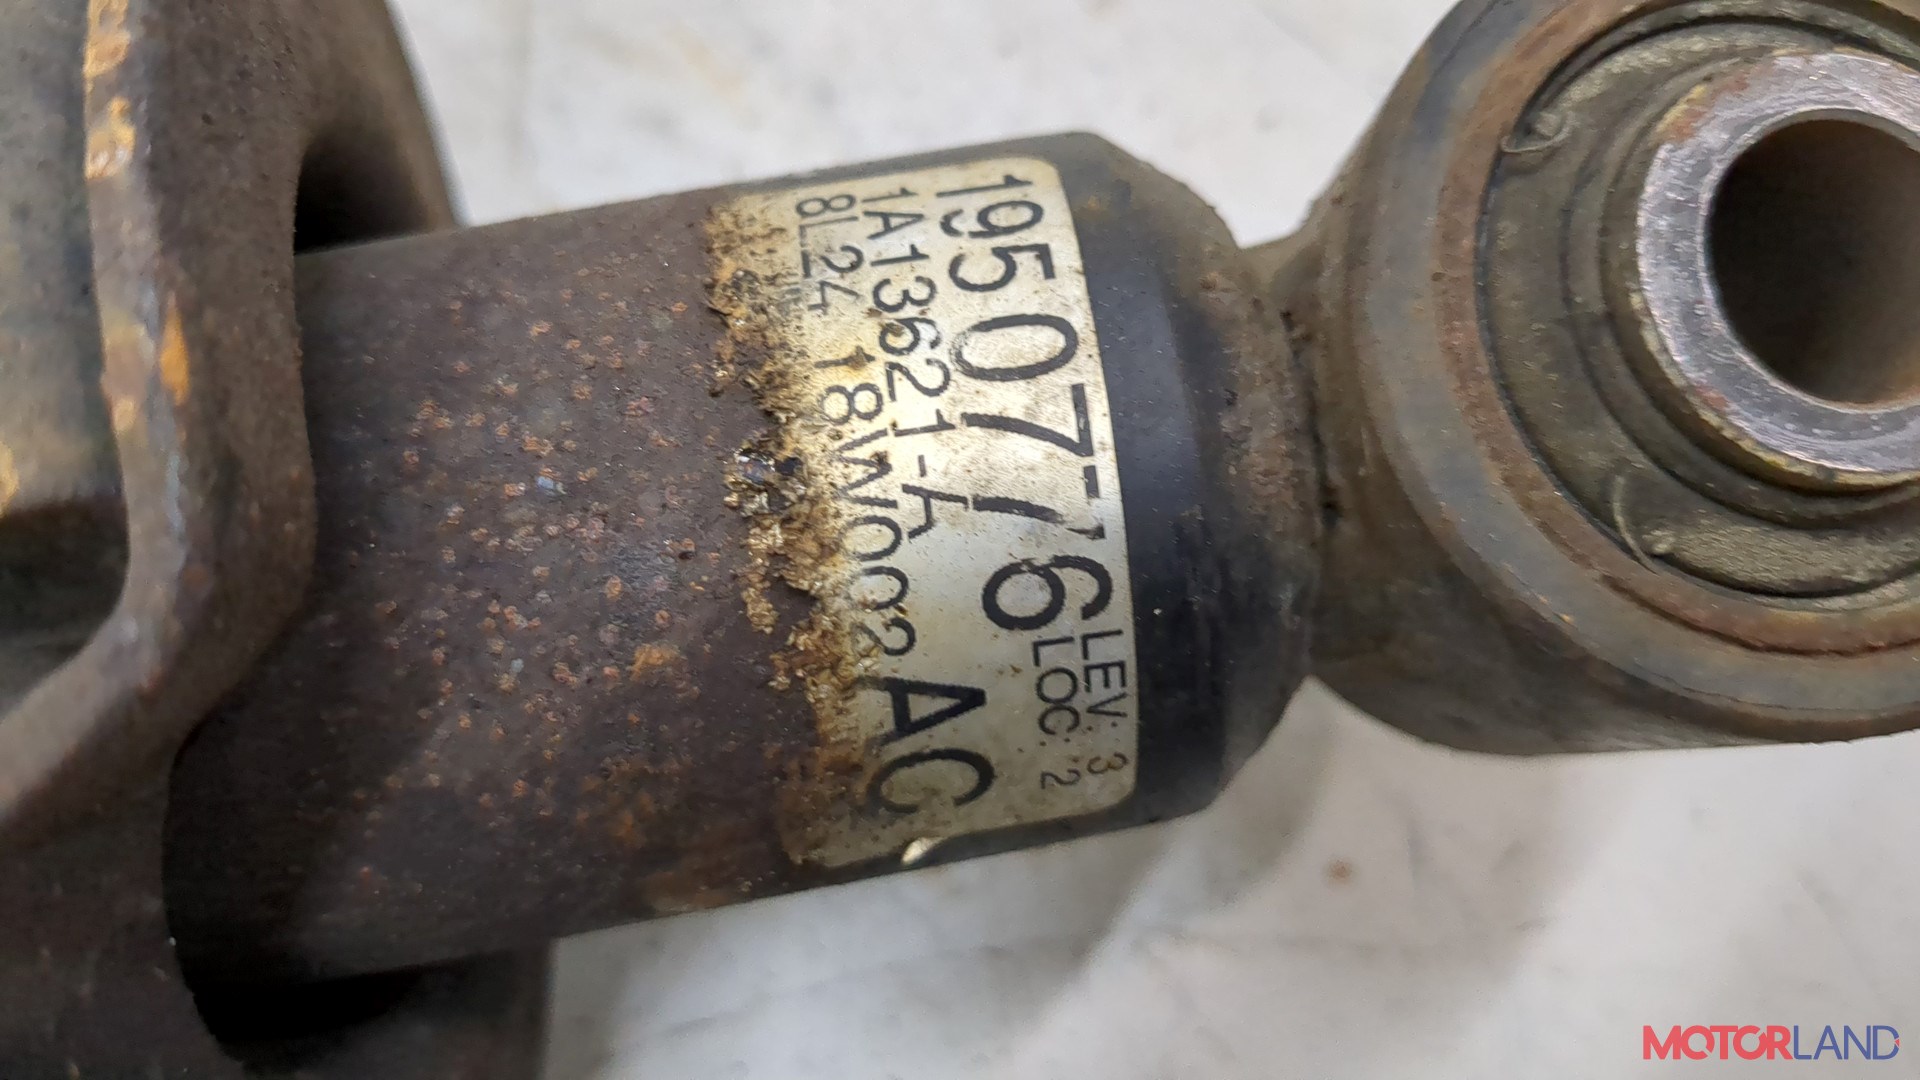 1950776
LEV: 3
LOC: 2
1A13621-A
AC
8L24 18W002
MOTORLAND